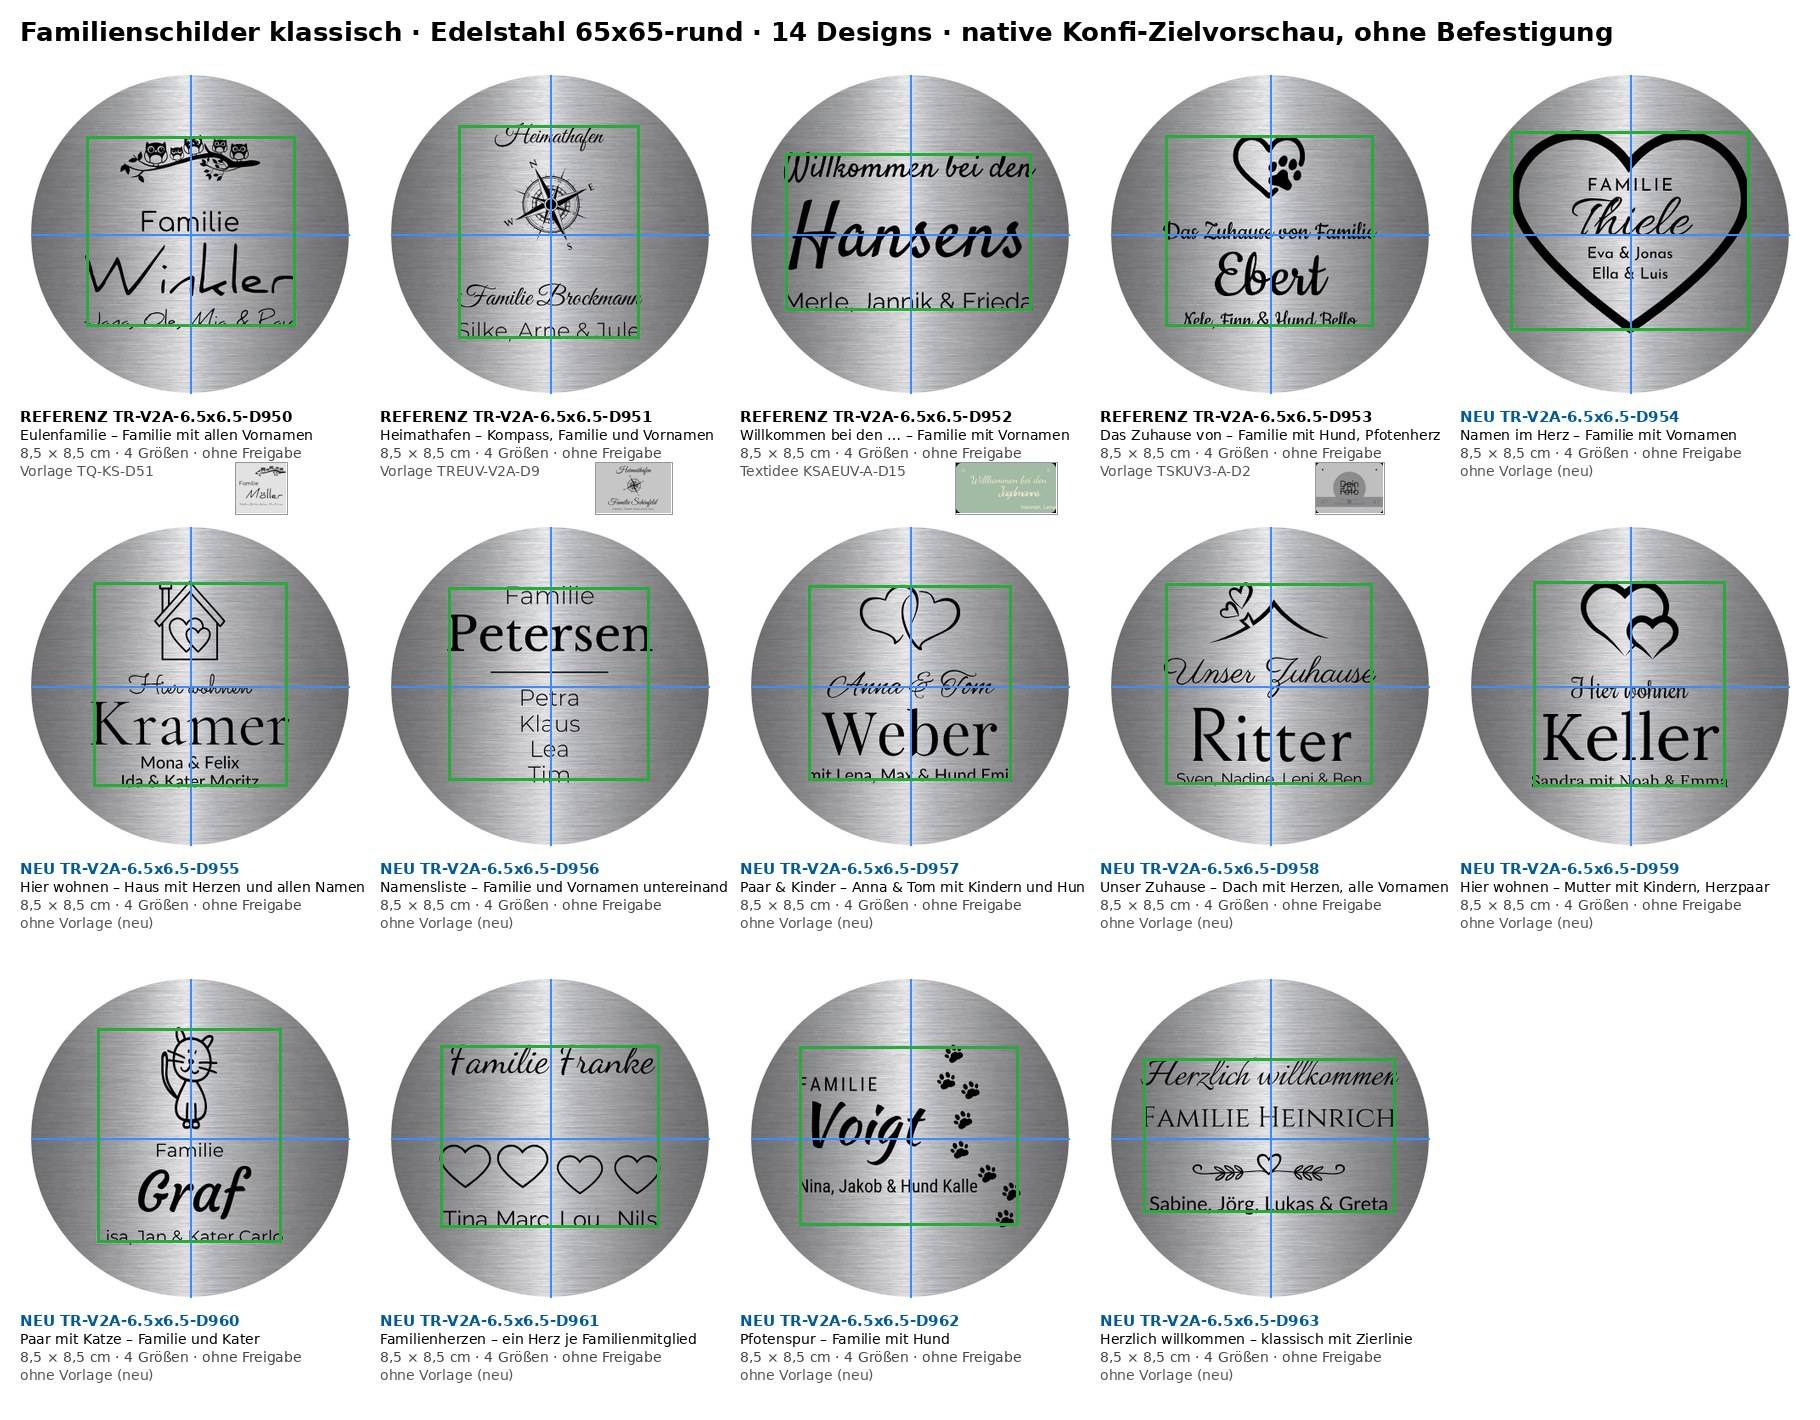 Familienschilder klassisch · Edelstahl 65x65-rund · 14 Designs · native Konfi-Zielvorschau, ohne Befestigung
Familie
Winkler
Heimathafen
N
E
W
S
Familie Brockmann
Silke, Arne & Jule
Willkommen bei den
Hansens
Merle, Jannik & Frieda
Das Zuhause von Familie
Ebert
Nele, Finn & Hund Bello
FAMILIE
Thiele
Eva & Jonas
Ella & Luis
REFERENZ TR-V2A-6.5x6.5-D950
Eulenfamilie – Familie mit allen Vornamen
8,5 × 8,5 cm · 4 Größen · ohne Freigabe
Vorlage TQ-KS-D51
Familie
Möller
REFERENZ TR-V2A-6.5x6.5-D951
Heimathafen – Kompass, Familie und Vornamen
8,5 × 8,5 cm · 4 Größen · ohne Freigabe
Vorlage TREUV-V2A-D9
Heimathafen
Familie Schönfeld
REFERENZ TR-V2A-6.5x6.5-D952
Willkommen bei den ... – Familie mit Vornamen
8,5 × 8,5 cm · 4 Größen · ohne Freigabe
Textidee KSAEUV-A-D15
Willkommen bei den
REFERENZ TR-V2A-6.5x6.5-D953
Das Zuhause von – Familie mit Hund, Pfotenherz
8,5 × 8,5 cm · 4 Größen · ohne Freigabe
Vorlage TSKUV3-A-D2
Dein
Foto
NEU TR-V2A-6.5x6.5-D954
Namen im Herz – Familie mit Vornamen
8,5 × 8,5 cm · 4 Größen · ohne Freigabe
ohne Vorlage (neu)
Hier wohnen
Kramer
Mona & Felix
Ida & Kater Moritz
Familie
Petersen
Petra
Klaus
Lea
Tim
Anna & Tom
Weber
mit Lena, Max & Hund Emi
Unser Zuhause
Ritter
Sven, Nadine, Leni & Ben
Hier wohnen
Keller
Sandra mit Noah & Emma
NEU TR-V2A-6.5x6.5-D955
Hier wohnen – Haus mit Herzen und allen Namen
8,5 × 8,5 cm · 4 Größen · ohne Freigabe
ohne Vorlage (neu)
NEU TR-V2A-6.5x6.5-D956
Namensliste – Familie und Vornamen untereinand
8,5 × 8,5 cm · 4 Größen · ohne Freigabe
ohne Vorlage (neu)
NEU TR-V2A-6.5x6.5-D957
Paar & Kinder – Anna & Tom mit Kindern und Hun
8,5 × 8,5 cm · 4 Größen · ohne Freigabe
ohne Vorlage (neu)
NEU TR-V2A-6.5x6.5-D958
Unser Zuhause – Dach mit Herzen, alle Vornamen
8,5 × 8,5 cm · 4 Größen · ohne Freigabe
ohne Vorlage (neu)
NEU TR-V2A-6.5x6.5-D959
Hier wohnen – Mutter mit Kindern, Herzpaar
8,5 × 8,5 cm · 4 Größen · ohne Freigabe
ohne Vorlage (neu)
Familie
Graf
isa, Jan & Kater Carlo
Familie Franke
Tina Marc Lou Nils
FAMILIE
Voigt
Nina, Jakob & Hund Kalle
Herzlich willkommen
FAMILIE HEINRICH
Sabine, Jörg, Lukas & Greta
NEU TR-V2A-6.5x6.5-D960
Paar mit Katze – Familie und Kater
8,5 × 8,5 cm · 4 Größen · ohne Freigabe
ohne Vorlage (neu)
NEU TR-V2A-6.5x6.5-D961
Familienherzen – ein Herz je Familienmitglied
8,5 × 8,5 cm · 4 Größen · ohne Freigabe
ohne Vorlage (neu)
NEU TR-V2A-6.5x6.5-D962
Pfotenspur – Familie mit Hund
8,5 × 8,5 cm · 4 Größen · ohne Freigabe
ohne Vorlage (neu)
NEU TR-V2A-6.5x6.5-D963
Herzlich willkommen – klassisch mit Zierlinie
8,5 × 8,5 cm · 4 Größen · ohne Freigabe
ohne Vorlage (neu)